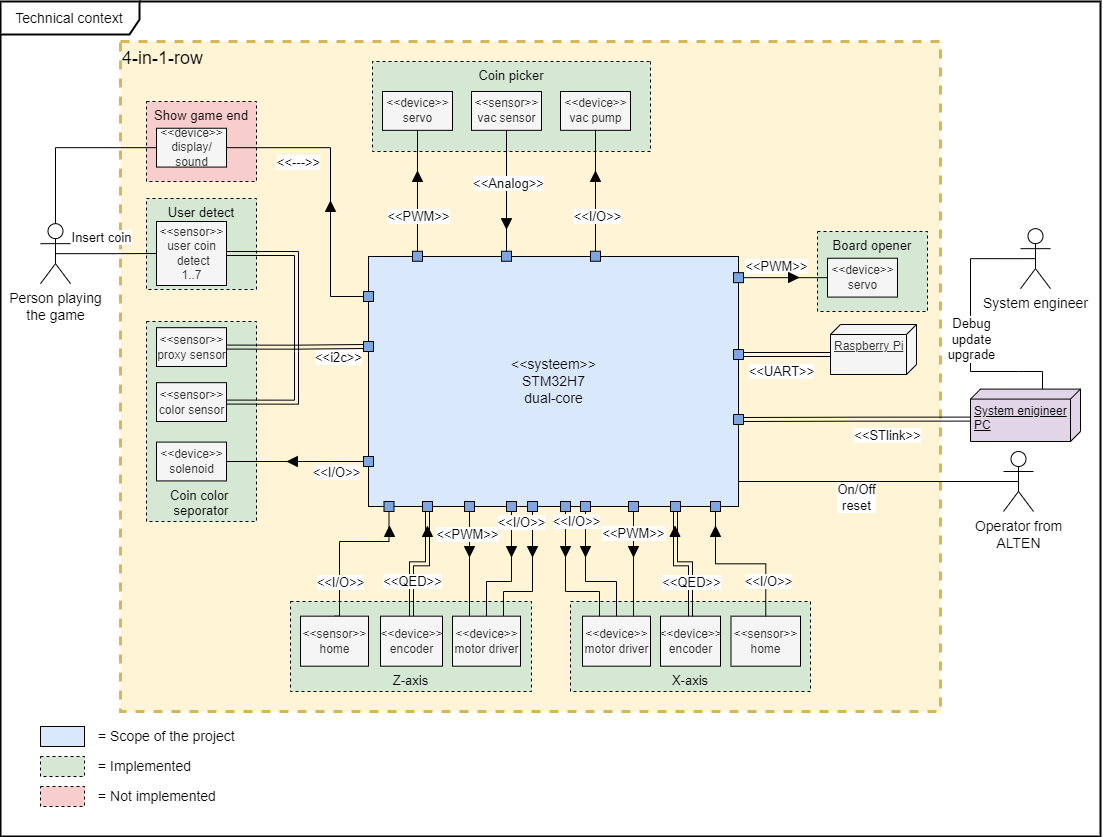 Technical context
4-in-1-row
Coin picker
<<device>>
servo
<<sensor>>
vac sensor
<<device>>
vac pump
Show game end
<<device>>
display/
sound
<<--->>
<<Analog>>
<<PWM>>
<<I/O>>
User detect
<<sensor>>
user coin
detect
1..7
Insert coin
Person playing
the game
Board opener
<<device>>
servo
<<PWM>>
System engineer
Debug
update
upgrade
<<sensor>>
proxy sensor
<<i2c>>
<<sensor>>
color sensor
<<device>>
solenoid
<<I/O>>
Coin color
seporator
<<systeem>>
STM32H7
dual-core
Raspberry Pi
<<UART>>
System enigineer
PC
<<STlink>>
On/Off
reset
Operator from
ALTEN
<<I/O>>
<<QED>>
<<PWM>>
<<I/O>>
<<I/O>>
<<PWM>>
<<QED>>
<<I/O>>
<<sensor>>
home
<<device>>
encoder
<<device>>
motor driver
Z-axis
<<device>>
motor driver
<<device>>
encoder
<<sensor>>
home
X-axis
= Scope of the project
= Implemented
= Not implemented